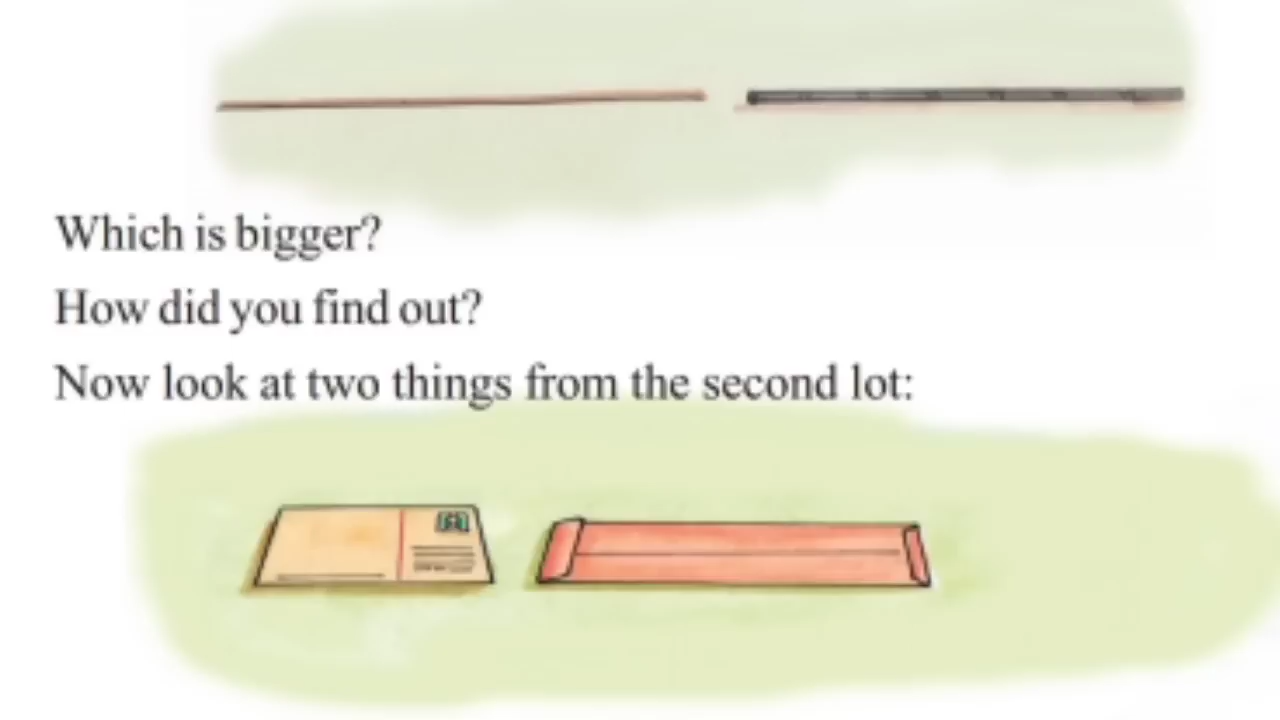 Which is bigger?
How did you find out?
Now look at two things from the second lot: